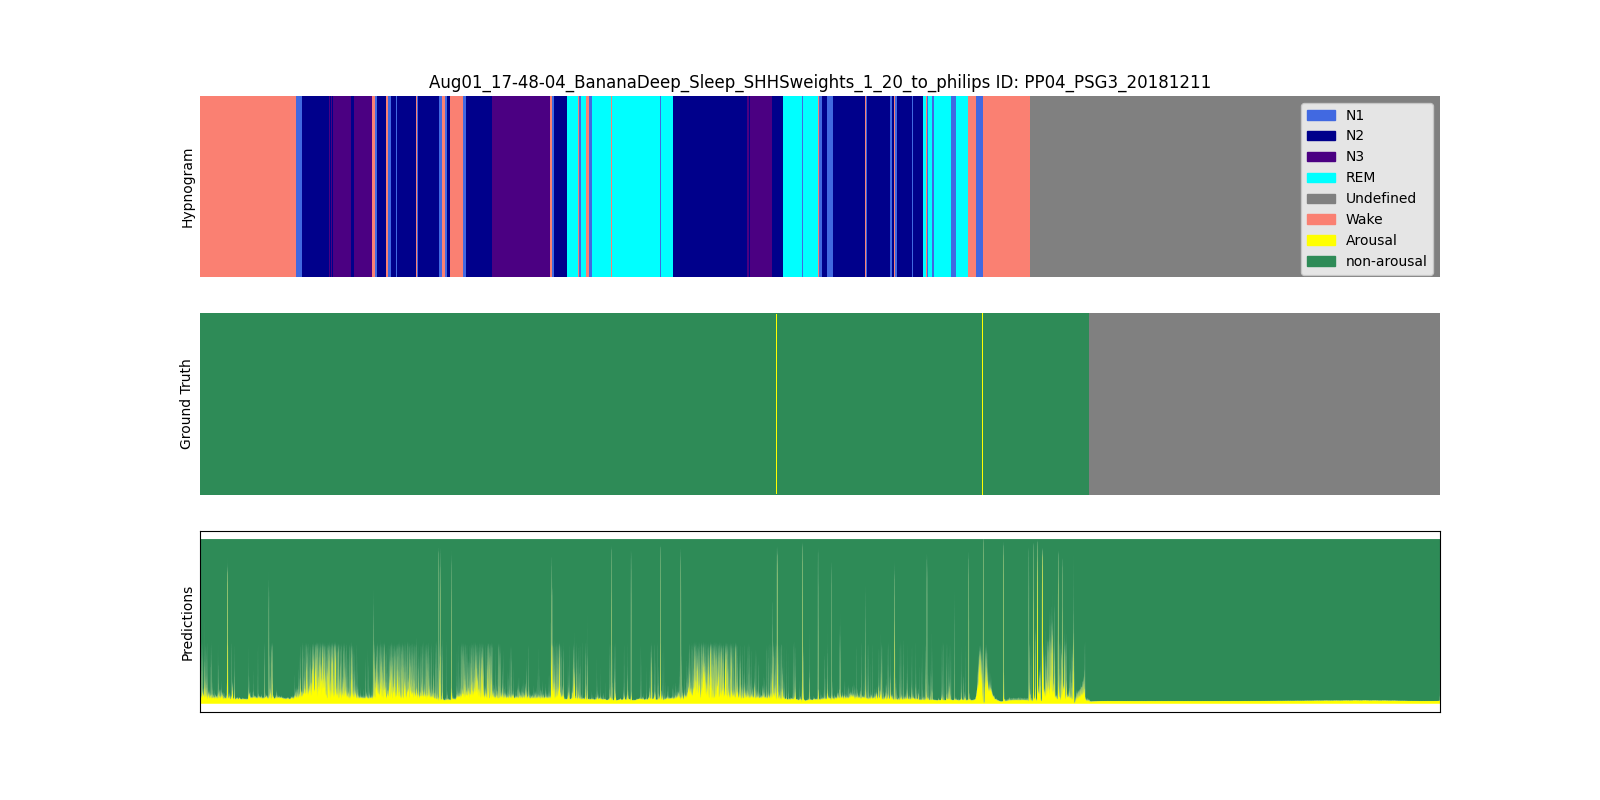 Aug01_17-48-04_BananaDeep_Sleep_SHHSweights_1_20_to_philips ID: PP04_PSG3_20181211
Hypnogram
N1
N2
N3
REM
Undefined
Wake
Arousal
non-arousal
Ground Truth
Predictions